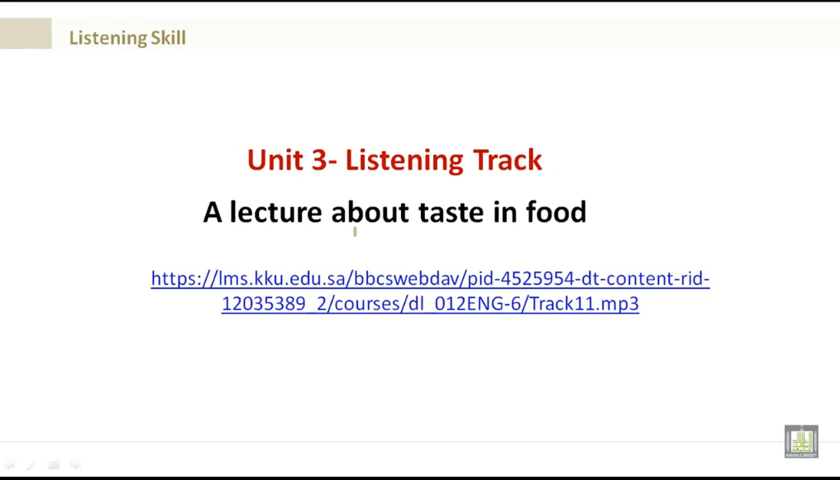 Listening Skill
Unit 3- Listening Track
A lecture about taste in food
https://lms.kku.edu.sa/bbcswebdav/pid-4525954-dt-content-rid-
12035389_2/courses/dl_012ENG-6/Track11.mp3